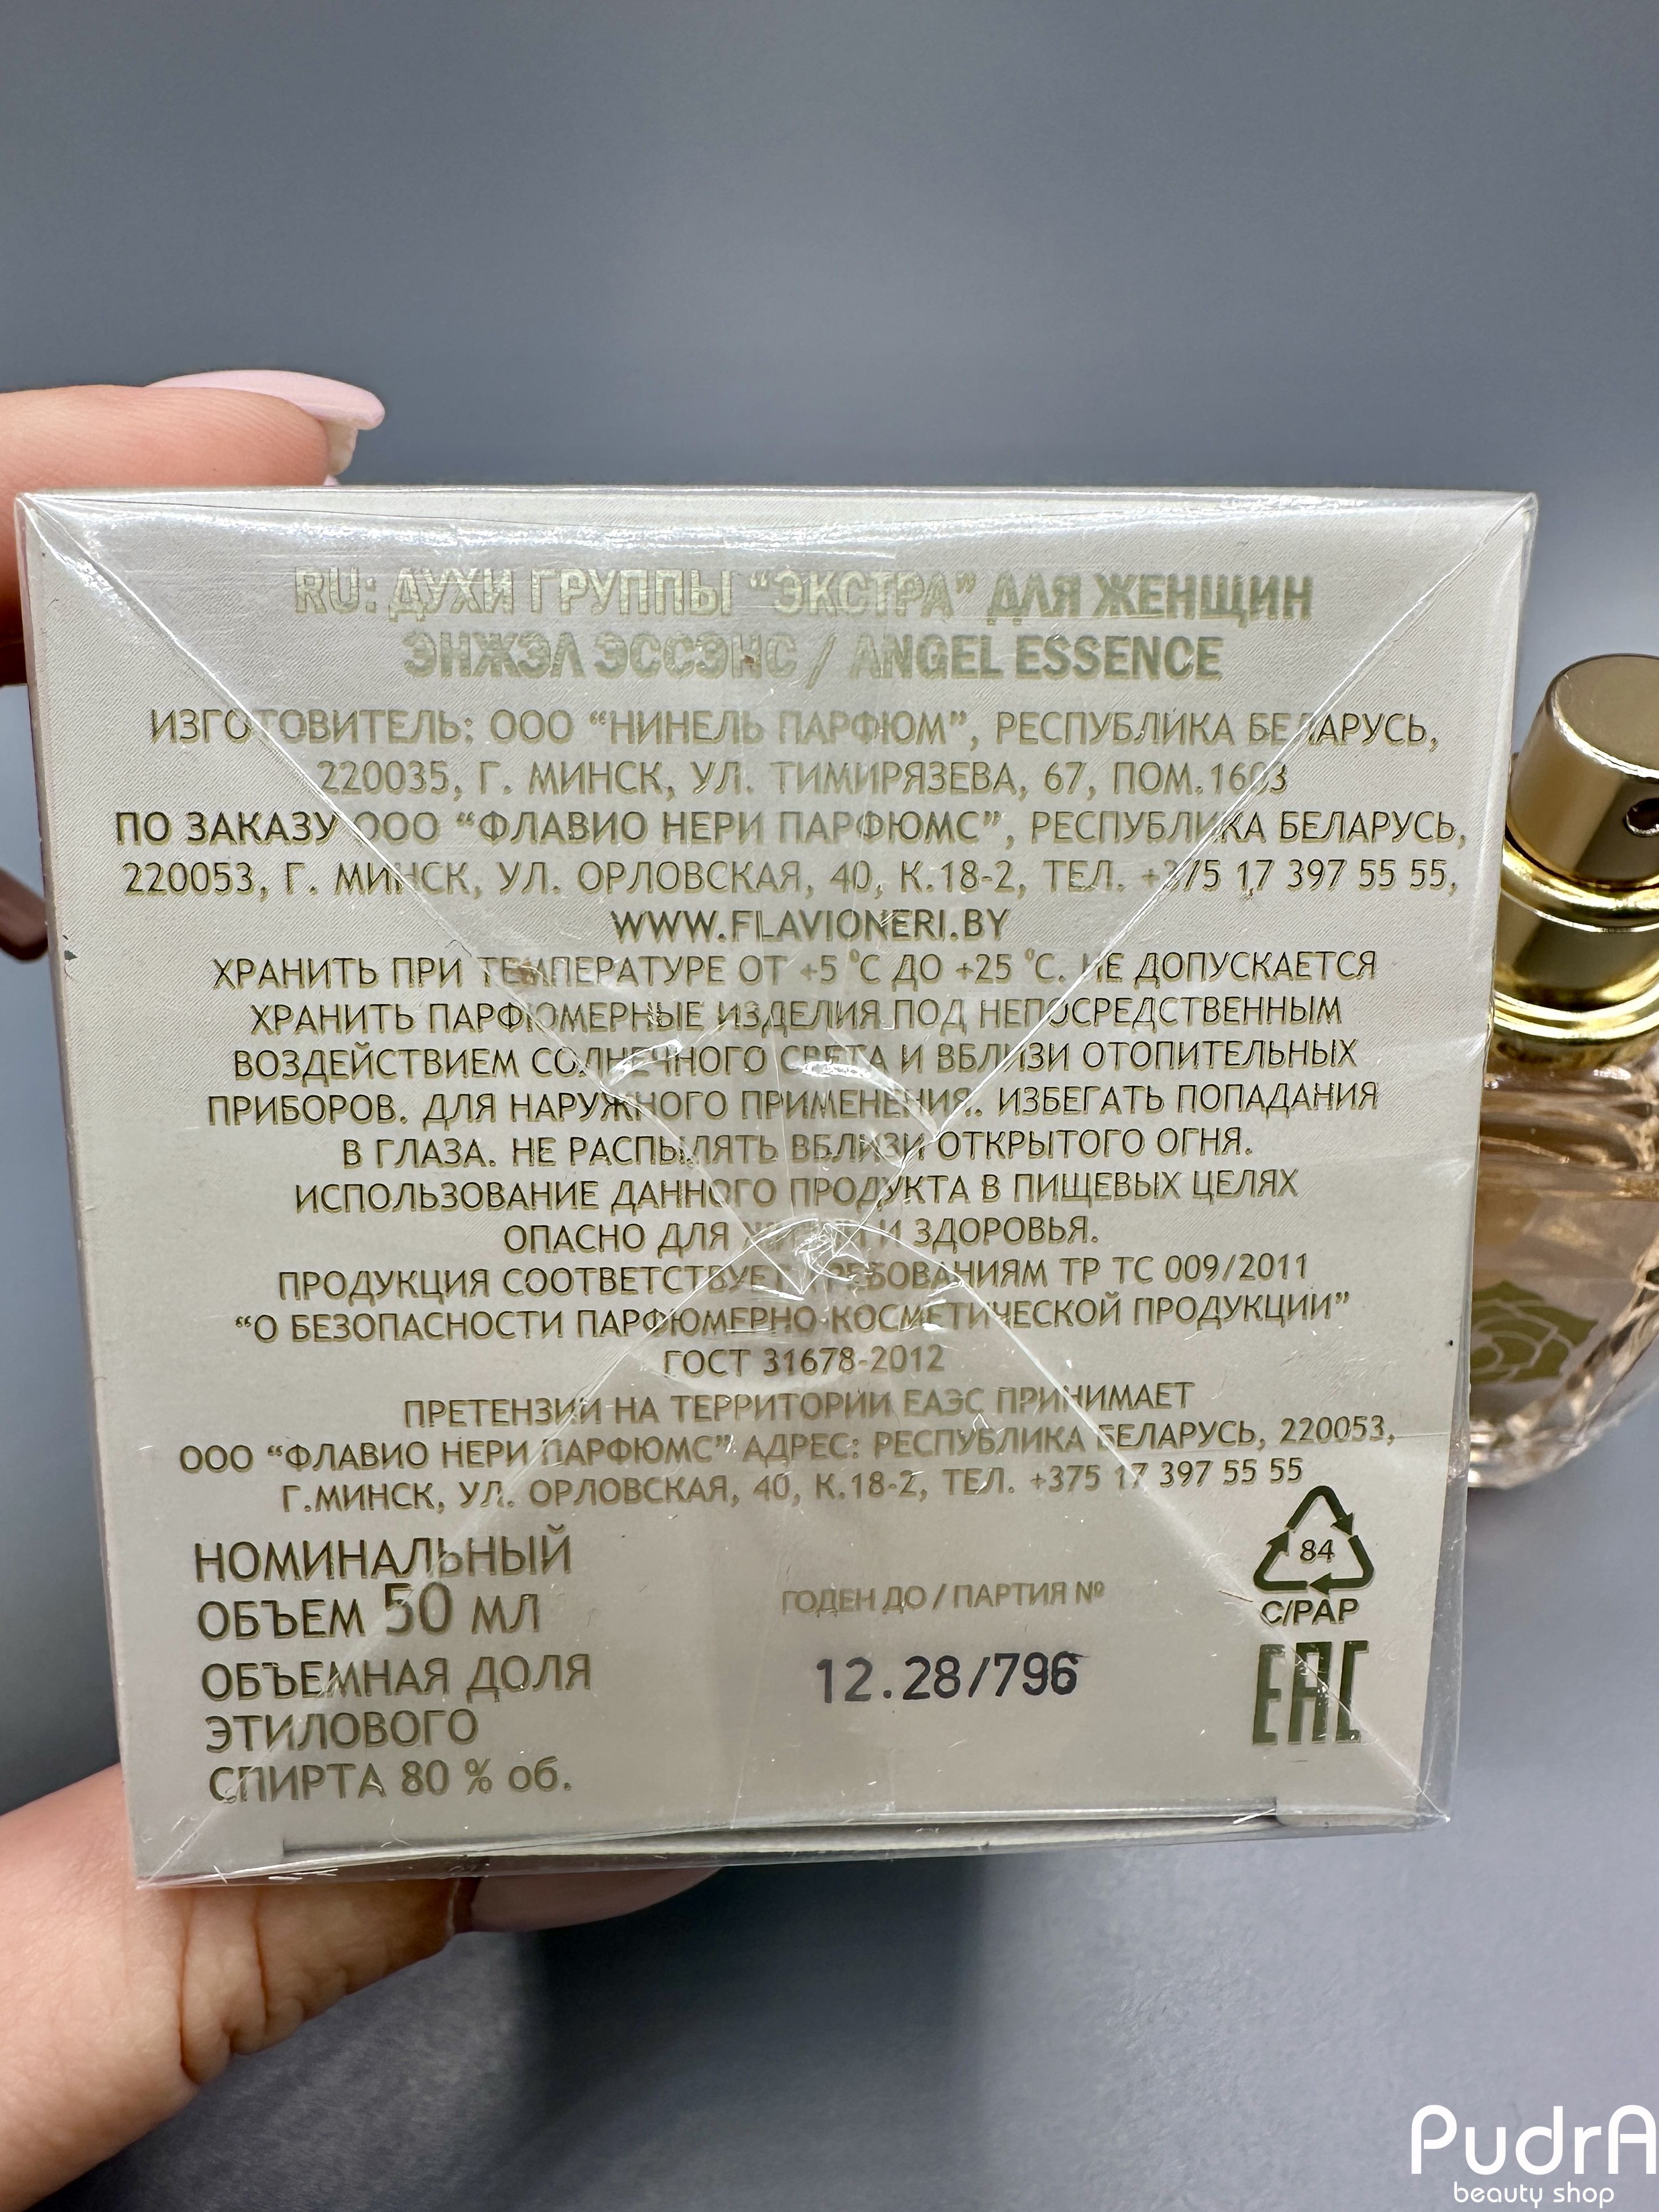 RU: ДУХИ ГРУППЫ “ЭКСТРА” ДЛЯ ЖЕНЩИН
ЭНЖЭЛ ЭССЭНС / ANGEL ESSENCE
ИЗГОТОВИТЕЛЬ: ООО “НИНЕЛЬ ПАРФЮМ”, РЕСПУБЛИКА БЕЛАРУСЬ,
220035, Г. МИНСК, УЛ. ТИМИРЯЗЕВА, 67, ПОМ.1603
ПО ЗАКАЗУ ООО “ФЛАВИО НЕРИ ПАРФЮМС”, РЕСПУБЛИКА БЕЛАРУСЬ,
220053, Г. МИНСК, УЛ. ОРЛОВСКАЯ, 40, К.18-2, ТЕЛ. +375 17 397 55 55,
WWW.FLAVIONERI.BY
ХРАНИТЬ ПРИ ТЕМПЕРАТУРЕ ОТ +5 °С ДО +25 °С. НЕ ДОПУСКАЕТСЯ
ХРАНИТЬ ПАРФЮМЕРНЫЕ ИЗДЕЛИЯ ПОД НЕПОСРЕДСТВЕННЫМ
ВОЗДЕЙСТВИЕМ СОЛНЕЧНОГО СВЕТА И ВБЛИЗИ ОТОПИТЕЛЬНЫХ
ПРИБОРОВ. ДЛЯ НАРУЖНОГО ПРИМЕНЕНИЯ. ИЗБЕГАТЬ ПОПАДАНИЯ
В ГЛАЗА. НЕ РАСПЫЛЯТЬ ВБЛИЗИ ОТКРЫТОГО ОГНЯ.
ИСПОЛЬЗОВАНИЕ ДАННОГО ПРОДУКТА В ПИЩЕВЫХ ЦЕЛЯХ
ОПАСНО ДЛЯ ЖИЗНИ И ЗДОРОВЬЯ.
ПРОДУКЦИЯ СООТВЕТСТВУЕТ ТРЕБОВАНИЯМ ТР ТС 009/2011
“О БЕЗОПАСНОСТИ ПАРФЮМЕРНО-КОСМЕТИЧЕСКОЙ ПРОДУКЦИИ”
ГОСТ 31678-2012
ПРЕТЕНЗИИ НА ТЕРРИТОРИИ ЕАЭС ПРИНИМАЕТ
ООО “ФЛАВИО НЕРИ ПАРФЮМС” АДРЕС: РЕСПУБЛИКА БЕЛАРУСЬ, 220053,
Г.МИНСК, УЛ. ОРЛОВСКАЯ, 40, К.18-2, ТЕЛ. +375 17 397 55 55
НОМИНАЛЬНЫЙ
ОБЪЕМ 50 МЛ
ОБЪЕМНАЯ ДОЛЯ
ЭТИЛОВОГО
СПИРТА 80 % об.
ГОДЕН ДО / ПАРТИЯ №
12.28/796
84
C/PAP
EAC
PudrA
beauty shop